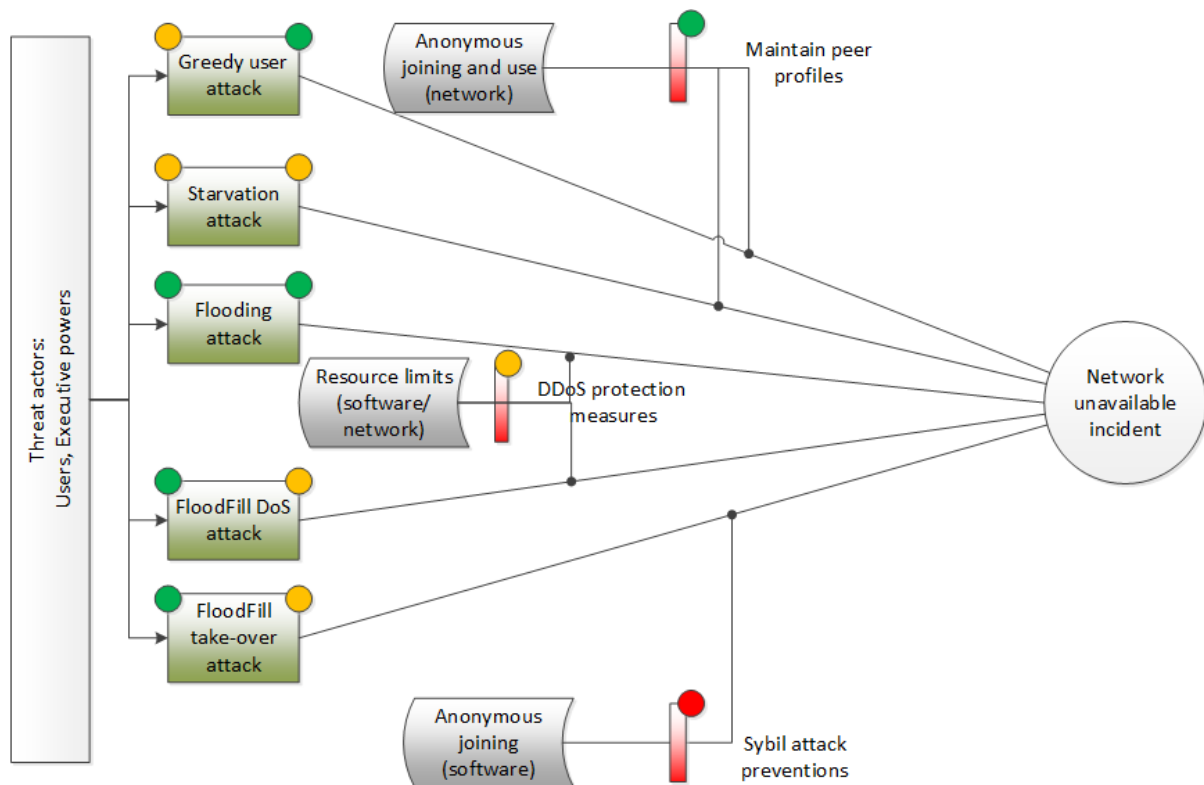 Threat actors:
Users, Executive powers
Greedy user
attack
Anonymous
joining and use
(network)
Maintain peer
profiles
Starvation
attack
Flooding
attack
Resource limits
(software/
network)
DDoS protection
measures
Network
unavailable
incident
FloodFill DoS
attack
FloodFill
take-over
attack
Anonymous
joining
(software)
Sybil attack
preventions